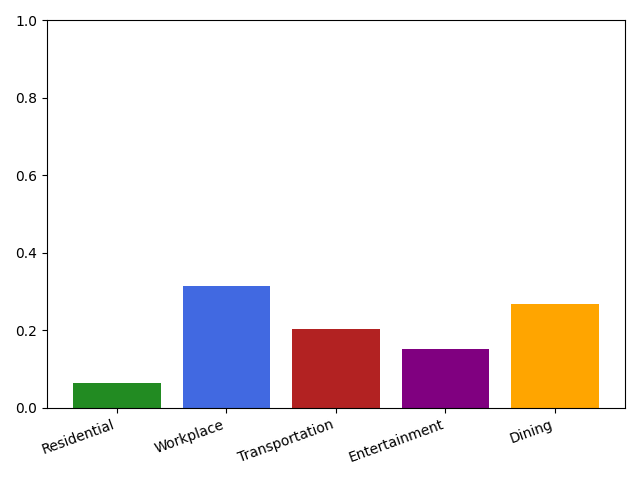 1.0
0.8
0.6
0.4
0.2
0.0
Residential
Workplace
Transportation
Entertainment
Dining